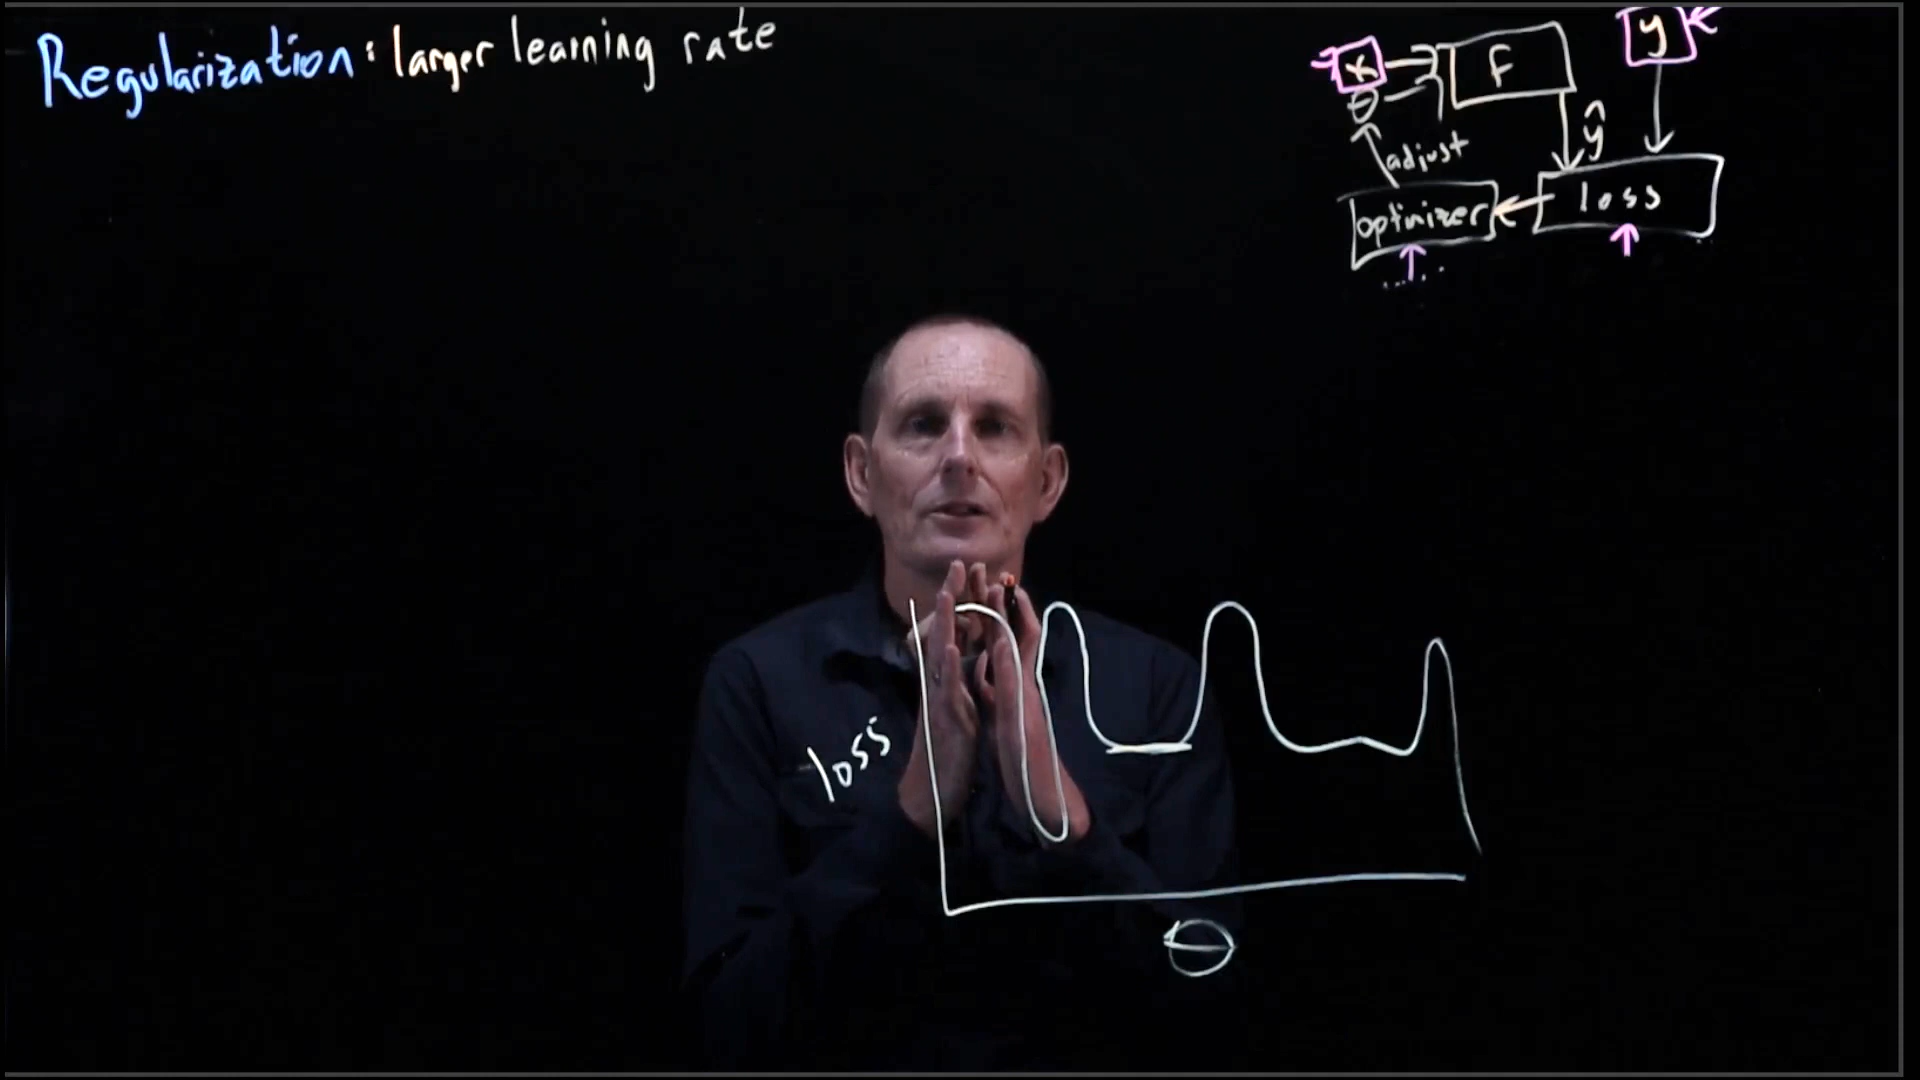 Regularization: larger learning rate
x
F
y
θ
ŷ
adjust
optimizer
loss
loss
θ